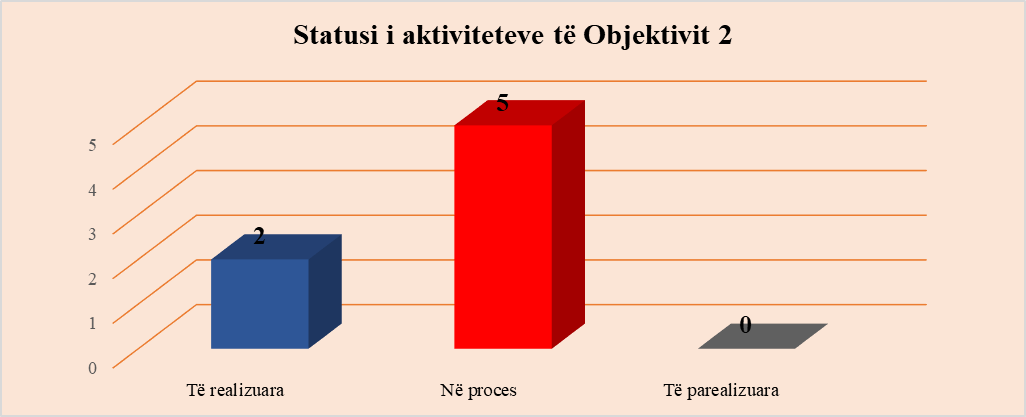 Statusi i aktiviteteve të Objektivit 2
5
4
3
2
1
0
2
5
0
Të realizuara
Në proces
Të parealizuara